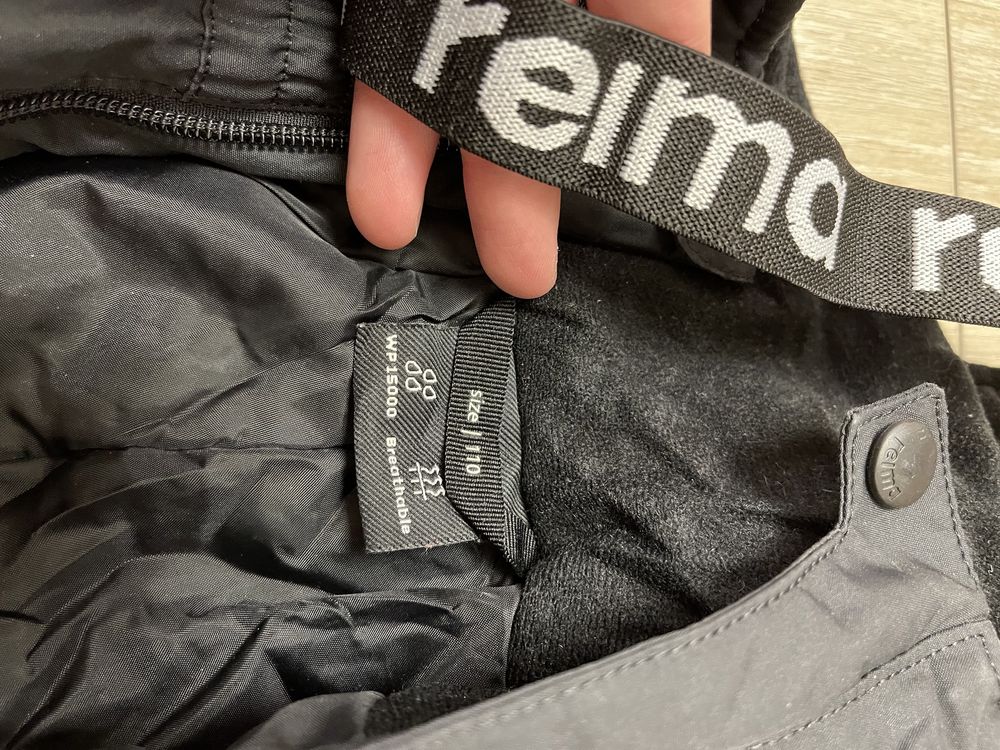 reima re
WP15000 Breathable
size | 110
Reima